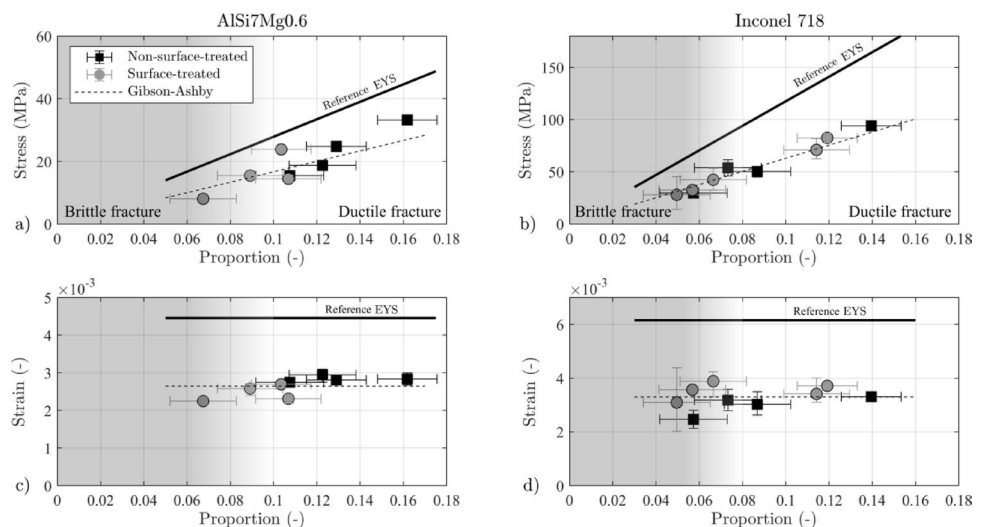 AlSi7Mg0.6
60
40
20
0
Stress (MPa)
Non-surface-treated
Surface-treated
Gibson-Ashby
Reference EYS
Brittle fracture
Ductile fracture
a)
0 0.02 0.04 0.06 0.08 0.1 0.12 0.14 0.16 0.18
Proportion (-)
Inconel 718
150
100
50
0
Stress (MPa)
Reference EYS
Brittle fracture
Ductile fracture
b)
0 0.02 0.04 0.06 0.08 0.1 0.12 0.14 0.16 0.18
Proportion (-)
×10⁻³
5
4
3
2
1
0
Strain (-)
Reference EYS
c)
0 0.02 0.04 0.06 0.08 0.1 0.12 0.14 0.16 0.18
Proportion (-)
×10⁻³
6
4
2
0
Strain (-)
Reference EYS
d)
0 0.02 0.04 0.06 0.08 0.1 0.12 0.14 0.16 0.18
Proportion (-)